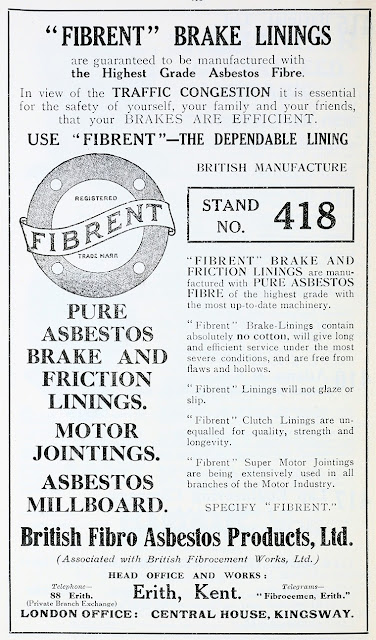 "FIBRENT" BRAKE LININGS
are guaranteed to be manufactured with
the Highest Grade Asbestos Fibre.
In view of the TRAFFIC CONGESTION it is essential
for the safety of yourself, your family and your friends,
that your BRAKES ARE EFFICIENT.
USE "FIBRENT"—THE DEPENDABLE LINING
BRITISH MANUFACTURE
REGISTERED
FIBRENT
TRADE MARK
STAND
NO. 418
PURE
ASBESTOS
BRAKE AND
FRICTION
LININGS.
MOTOR
JOINTINGS.
ASBESTOS
MILLBOARD.
"FIBRENT" BRAKE AND
FRICTION LININGS are manu-
factured with PURE ASBESTOS
FIBRE of the highest grade with
the most up-to-date machinery.
"Fibrent" Brake-Linings contain
absolutely no cotton, will give long
and efficient service under the most
severe conditions, and are free from
flaws and hollows.
"Fibrent" Linings will not glaze or
slip.
"Fibrent" Clutch Linings are un-
equalled for quality, strength and
longevity.
"Fibrent" Super Motor Jointings
are being extensively used in all
branches of the Motor Industry.
SPECIFY "FIBRENT."
British Fibro Asbestos Products, Ltd.
(Associated with British Fibrocement Works, Ltd.)
HEAD OFFICE AND WORKS:
Telephone—
88 Erith.
(Private Branch Exchange)
Erith, Kent.
Telegrams—
"Fibrocemen, Erith."
LONDON OFFICE: CENTRAL HOUSE, KINGSWAY.